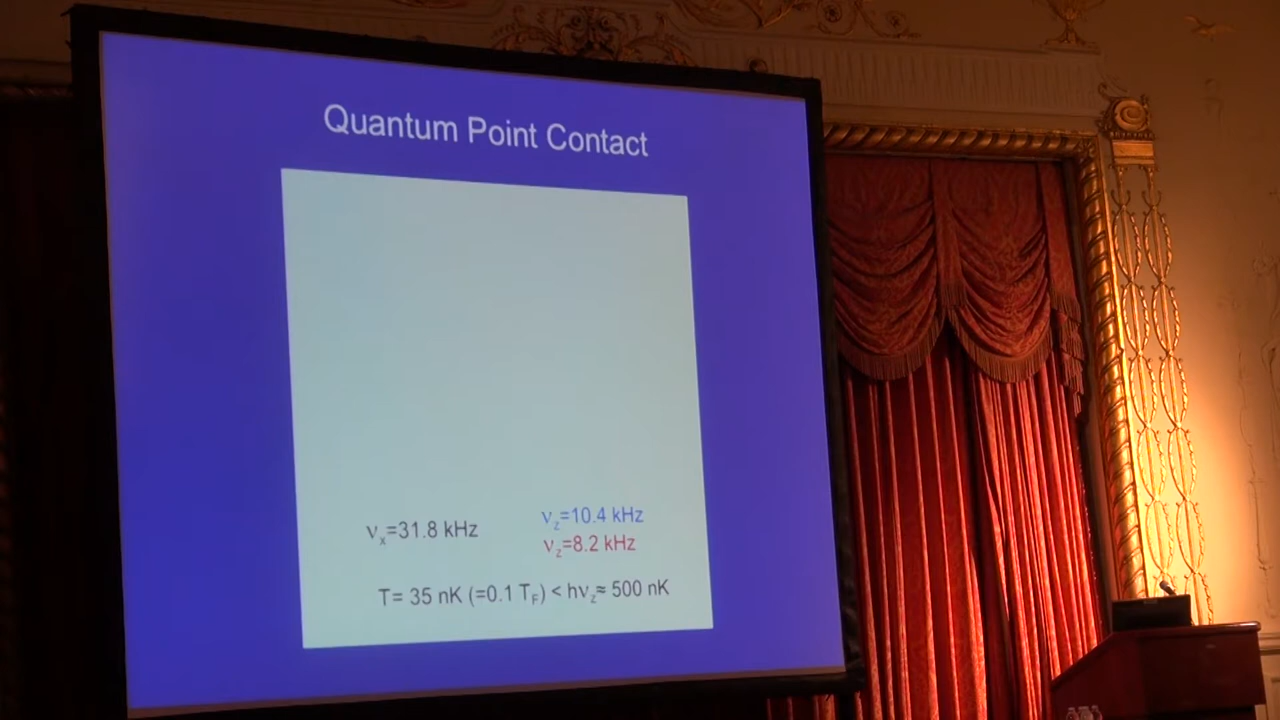 Quantum Point Contact
νx=31.8 kHz
νz=10.4 kHz
νz=8.2 kHz
T= 35 nK (=0.1 TF) < hνz≈ 500 nK